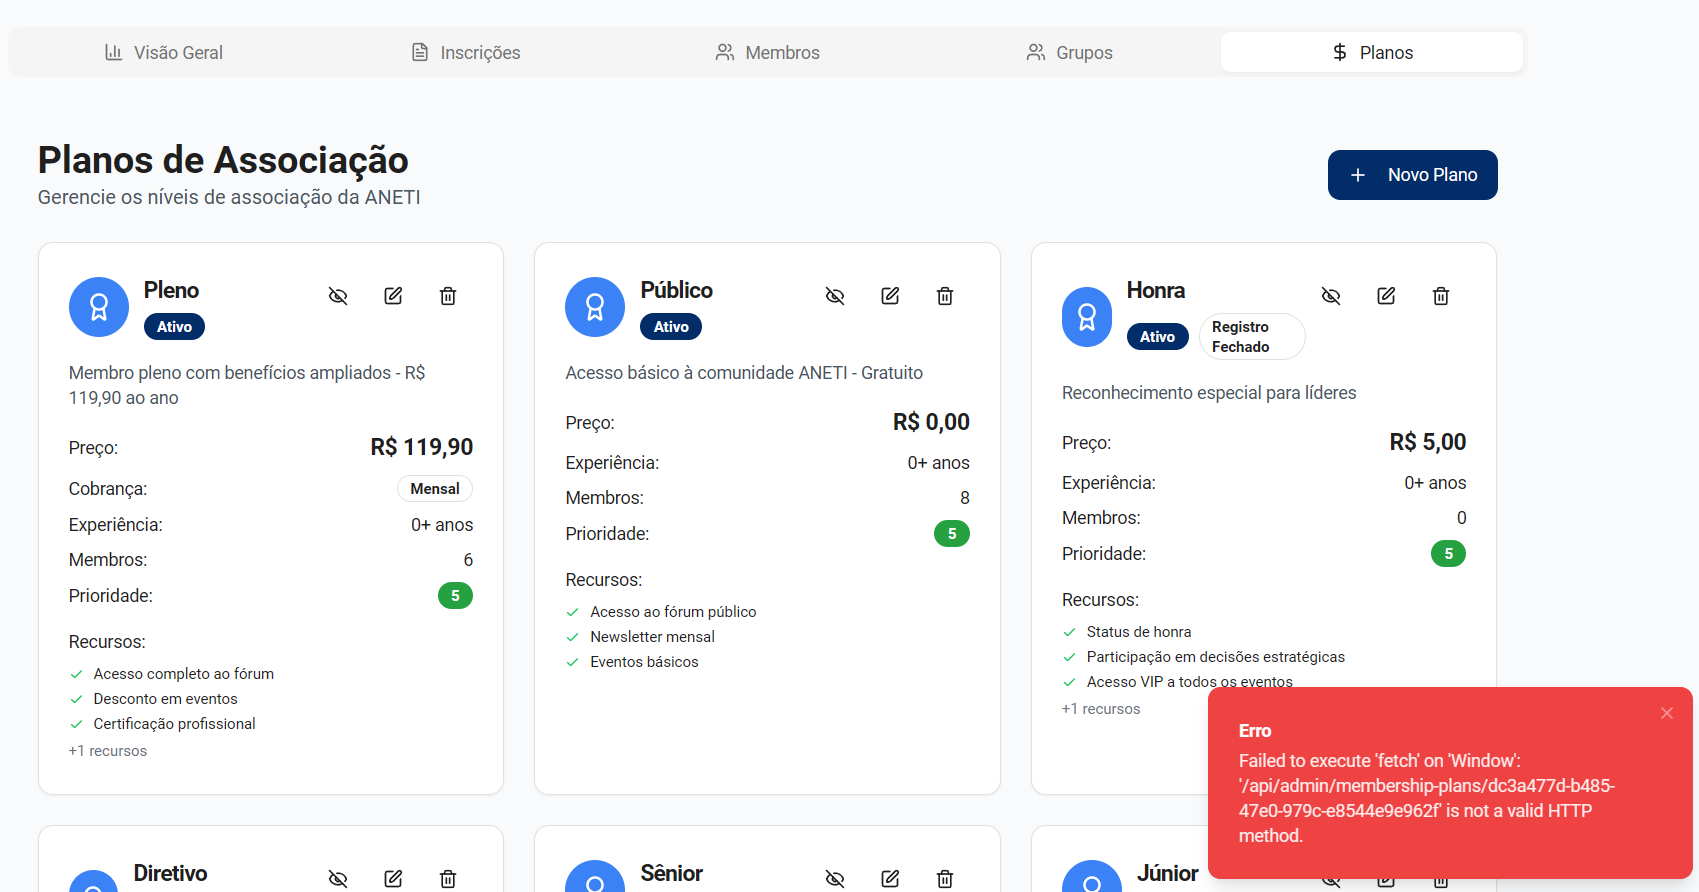 Visão Geral
Inscrições
Membros
Grupos
Planos
Planos de Associação
Gerencie os níveis de associação da ANETI
Novo Plano
Pleno
Ativo
Membro pleno com benefícios ampliados - R$
119,90 ao ano
Preço:
R$ 119,90
Cobrança:
Mensal
Experiência:
0+ anos
Membros:
6
Prioridade:
5
Recursos:
Acesso completo ao fórum
Desconto em eventos
Certificação profissional
+1 recursos
Público
Ativo
Acesso básico à comunidade ANETI - Gratuito
Preço:
R$ 0,00
Experiência:
0+ anos
Membros:
8
Prioridade:
5
Recursos:
Acesso ao fórum público
Newsletter mensal
Eventos básicos
Honra
Ativo
Registro
Fechado
Reconhecimento especial para líderes
Preço:
R$ 5,00
Experiência:
0+ anos
Membros:
0
Prioridade:
5
Recursos:
Status de honra
Participação em decisões estratégicas
Acesso VIP a todos os eventos
+1 recursos
Diretivo
Sênior
Júnior
Erro
Failed to execute 'fetch' on 'Window':
'/api/admin/membership-plans/dc3a477d-b485-
47e0-979c-e8544e9e962f' is not a valid HTTP
method.